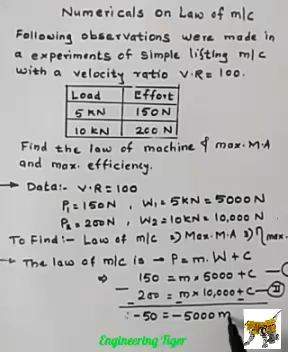 Numericals on Law of m/c
Following observations were made in
a experiments of simple lifting m/c
with a velocity ratio V.R = 100.
Load Effort
5 KN 150N
10 KN 200 N
Find the law of machine & max. M.A
and max. efficiency.
→ Data:- V.R = 100
P₁ = 150N , W₁ = 5KN = 5000 N
P₂ = 200N , W₂ = 10KN = 10,000 N
To Find:- Law of m/c 2) Max. M.A 3) η max.
- The law of m/c is → P = m. W + C
150 = m × 5000 + C - I
- 200 = m × 10,000 ± C - II
∴ -50 = -5000 m
Engineering Tiger